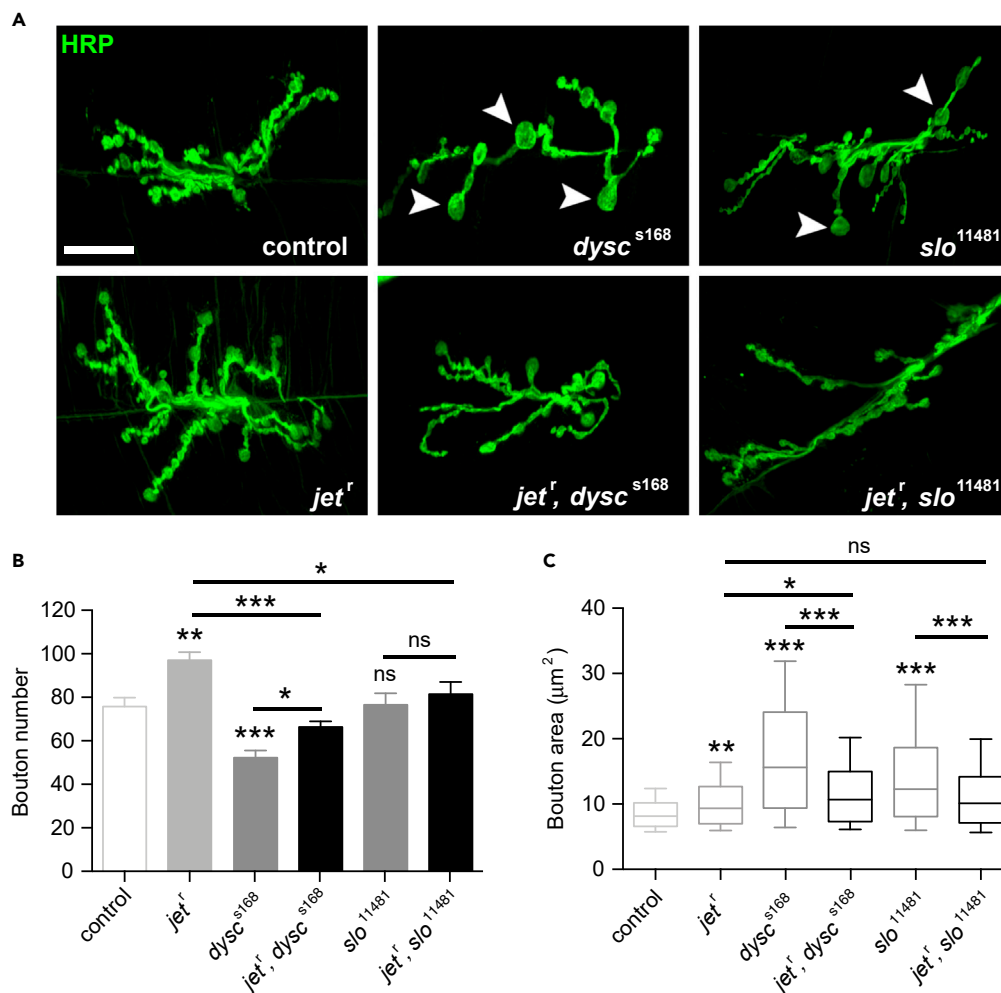 A
HRP
control
dysc s168
slo 11481
jet r
jet r, dysc s168
jet r, slo 11481
B
*
***
**
ns
*
***
ns
120
100
80
60
40
20
0
Bouton number
control
jet r
dysc s168
jet r, dysc s168
slo 11481
jet r, slo 11481
C
ns
*
***
***
***
***
**
40
30
20
10
0
Bouton area (μm²)
control
jet r
dysc s168
jet r, dysc s168
slo 11481
jet r, slo 11481